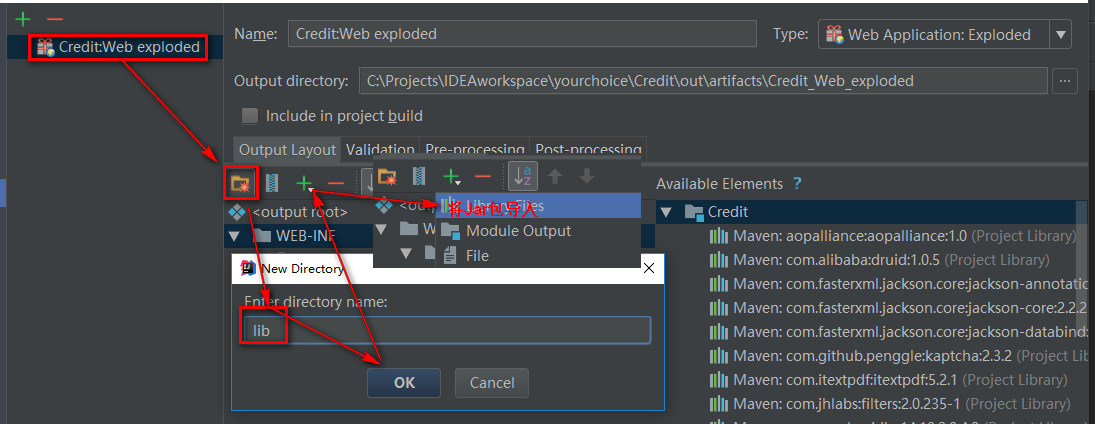 Credit:Web exploded
Name:
Credit:Web exploded
Type:
Web Application: Exploded
Output directory:
C:\Projects\IDEAworkspace\yourchoice\Credit\out\artifacts\Credit_Web_exploded
...
Include in project build
Output Layout
Validation
Pre-processing
Post-processing
Available Elements ?
<output root>
WEB-INF
<out
W
Library Files
将Jar包导入
Module Output
File
New Directory
Enter directory name:
lib
OK
Cancel
Credit
Maven: aopalliance:aopalliance:1.0 (Project Library)
Maven: com.alibaba:druid:1.0.5 (Project Library)
Maven: com.fasterxml.jackson.core:jackson-annotatio
Maven: com.fasterxml.jackson.core:jackson-core:2.2.2
Maven: com.fasterxml.jackson.core:jackson-databind:
Maven: com.github.penggle:kaptcha:2.3.2 (Project Lib
Maven: com.itextpdf:itextpdf:5.2.1 (Project Library)
Maven: com.jhlabs:filters:2.0.235-1 (Project Library)